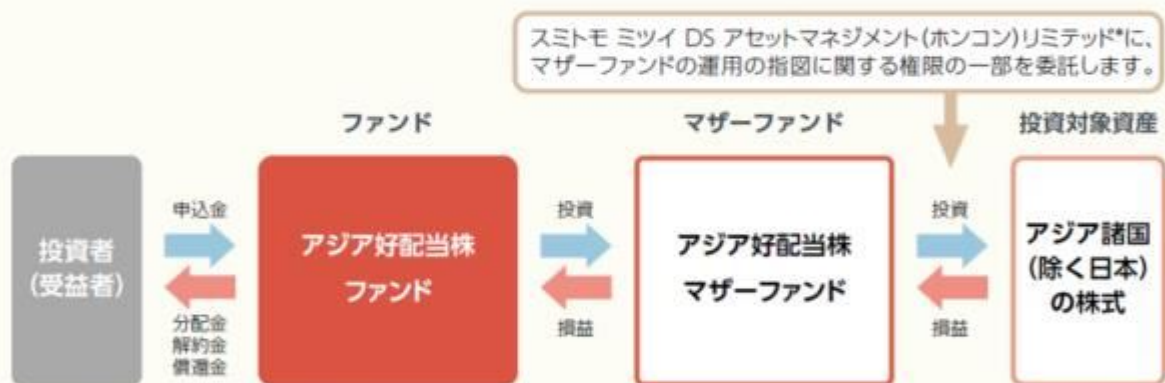 スミトモ ミツイ DS アセットマネジメント(ホンコン)リミテッド*に、
マザーファンドの運用の指図に関する権限の一部を委託します。
ファンド
マザーファンド
投資対象資産
投資者
(受益者)
申込金
分配金
解約金
償還金
アジア好配当株
ファンド
投資
損益
アジア好配当株
マザーファンド
投資
損益
アジア諸国
(除く日本)
の株式